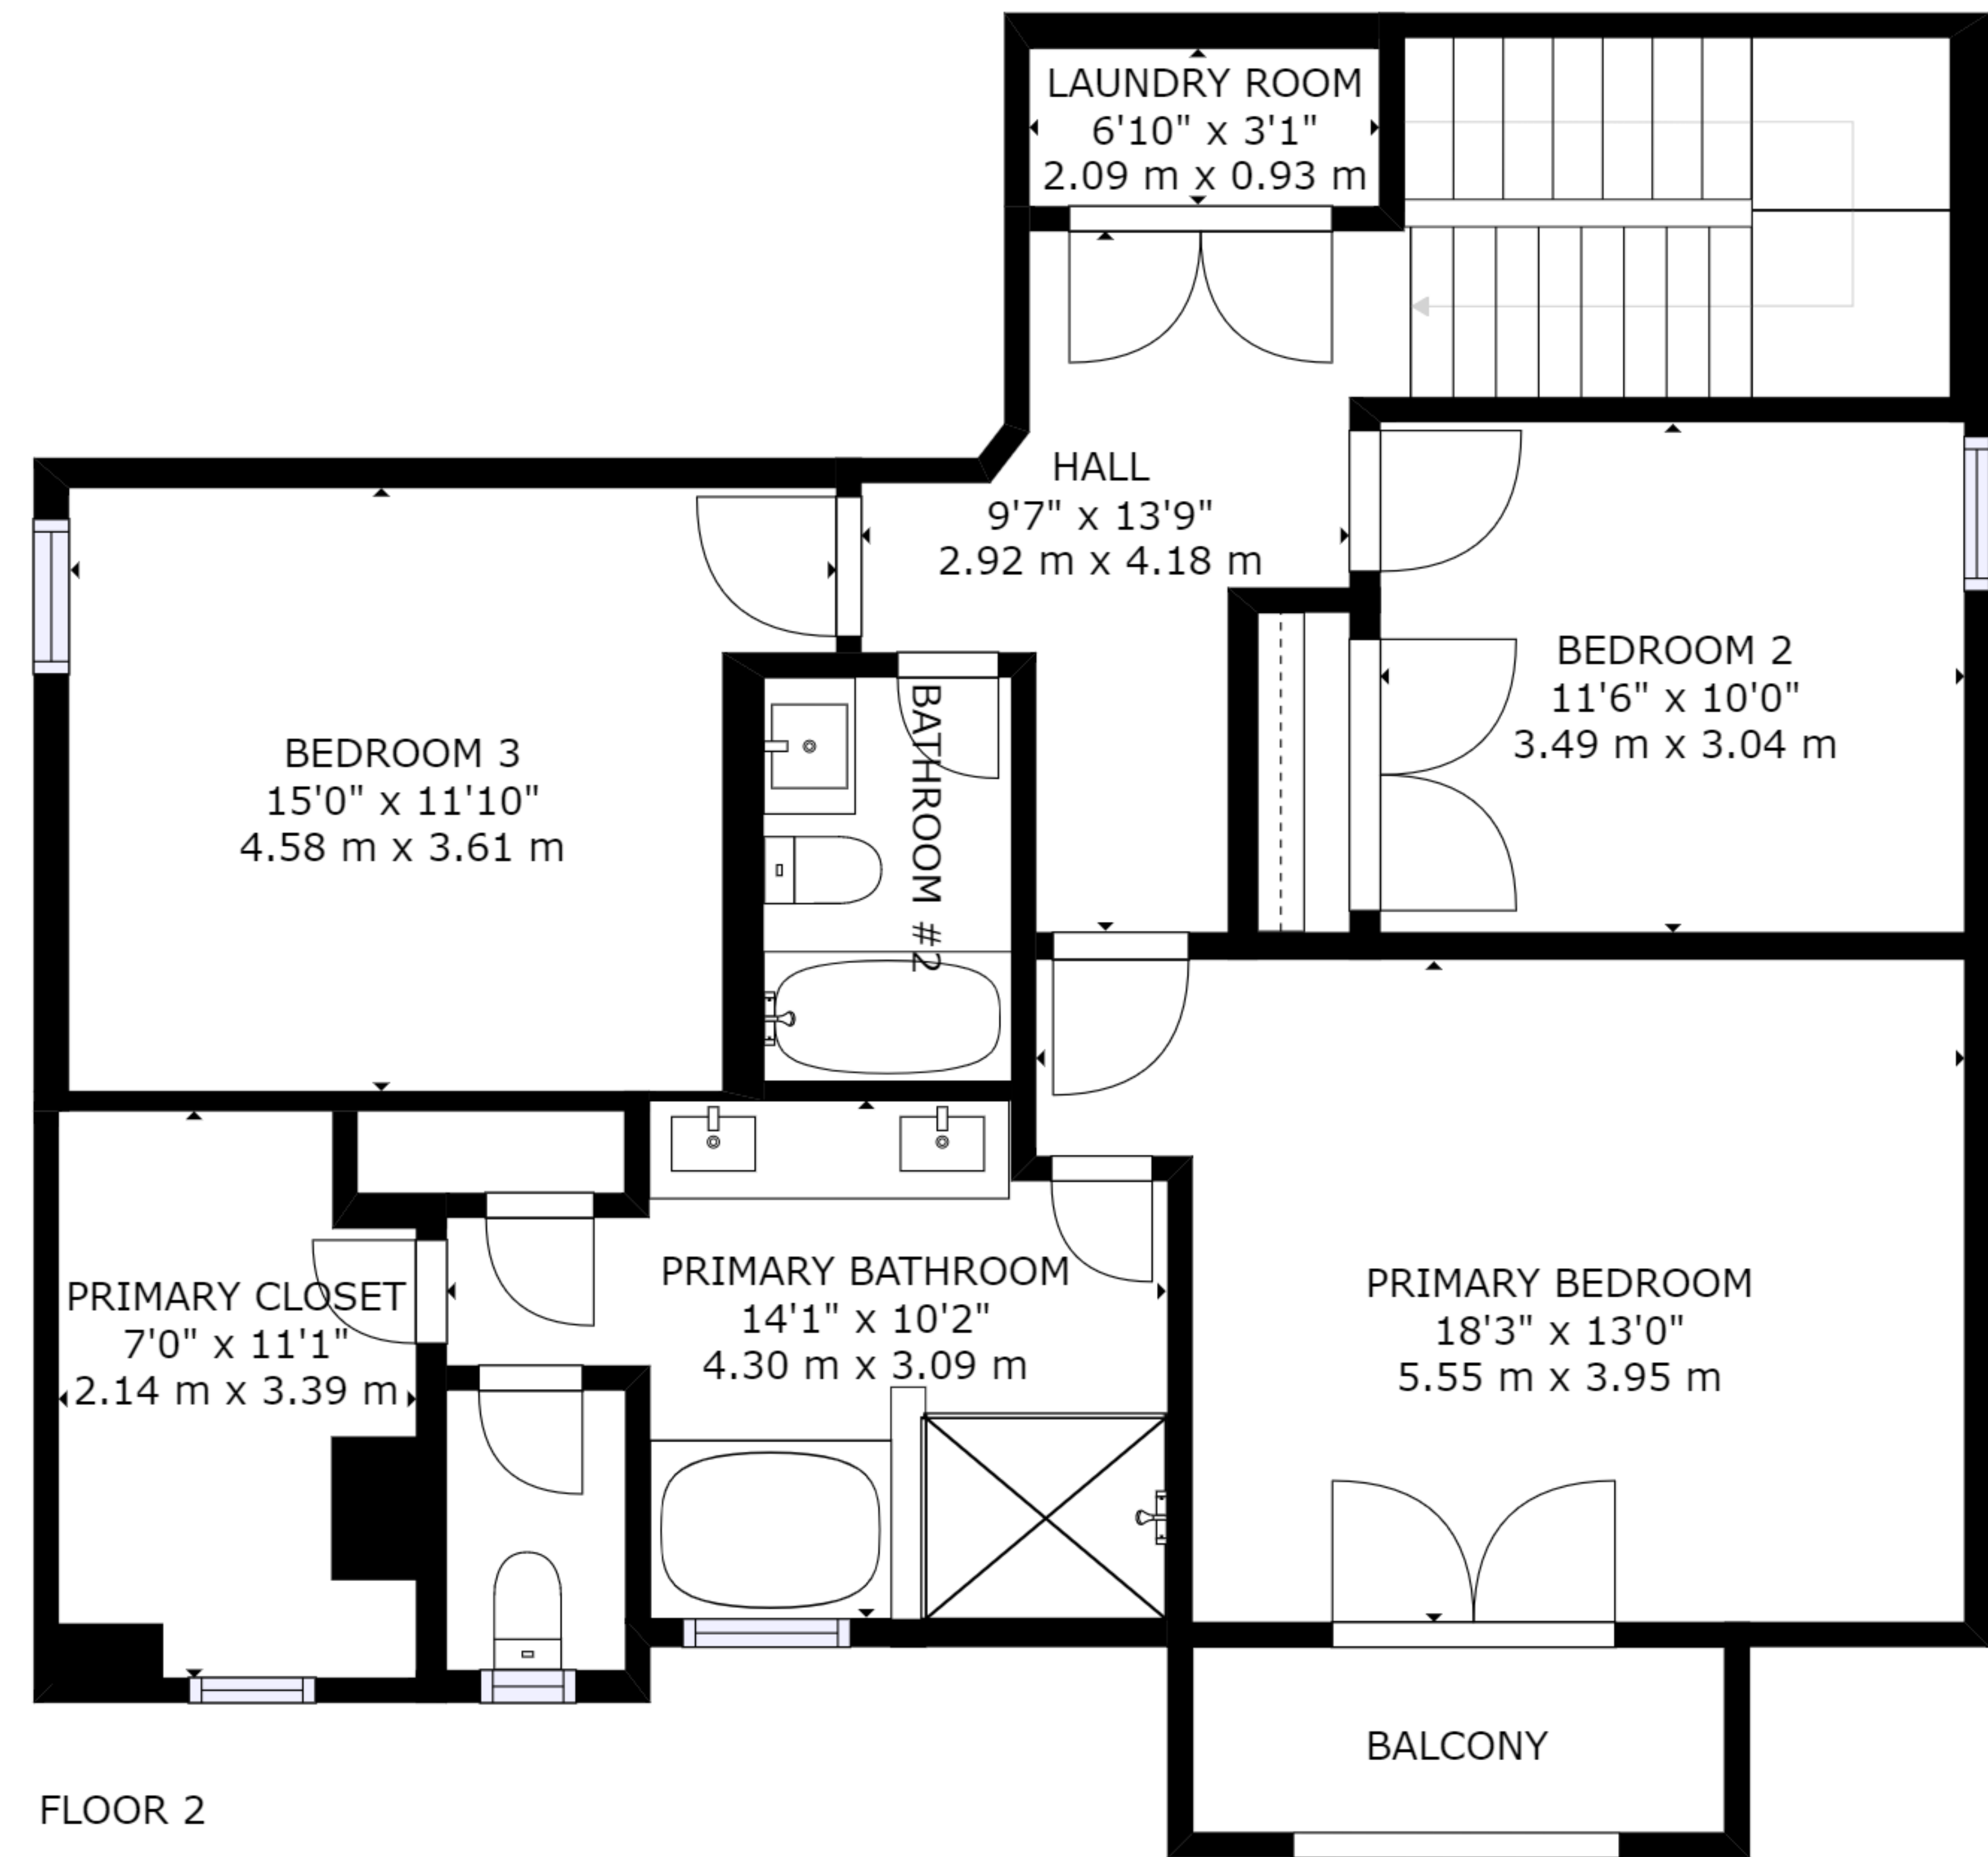 LAUNDRY ROOM
6'10" x 3'1"
2.09 m x 0.93 m
HALL
9'7" x 13'9"
2.92 m x 4.18 m
BEDROOM 2
11'6" x 10'0"
3.49 m x 3.04 m
BEDROOM 3
15'0" x 11'10"
4.58 m x 3.61 m
BATHROOM #2
PRIMARY CLOSET
7'0" x 11'1"
2.14 m x 3.39 m
PRIMARY BATHROOM
14'1" x 10'2"
4.30 m x 3.09 m
PRIMARY BEDROOM
18'3" x 13'0"
5.55 m x 3.95 m
BALCONY
FLOOR 2